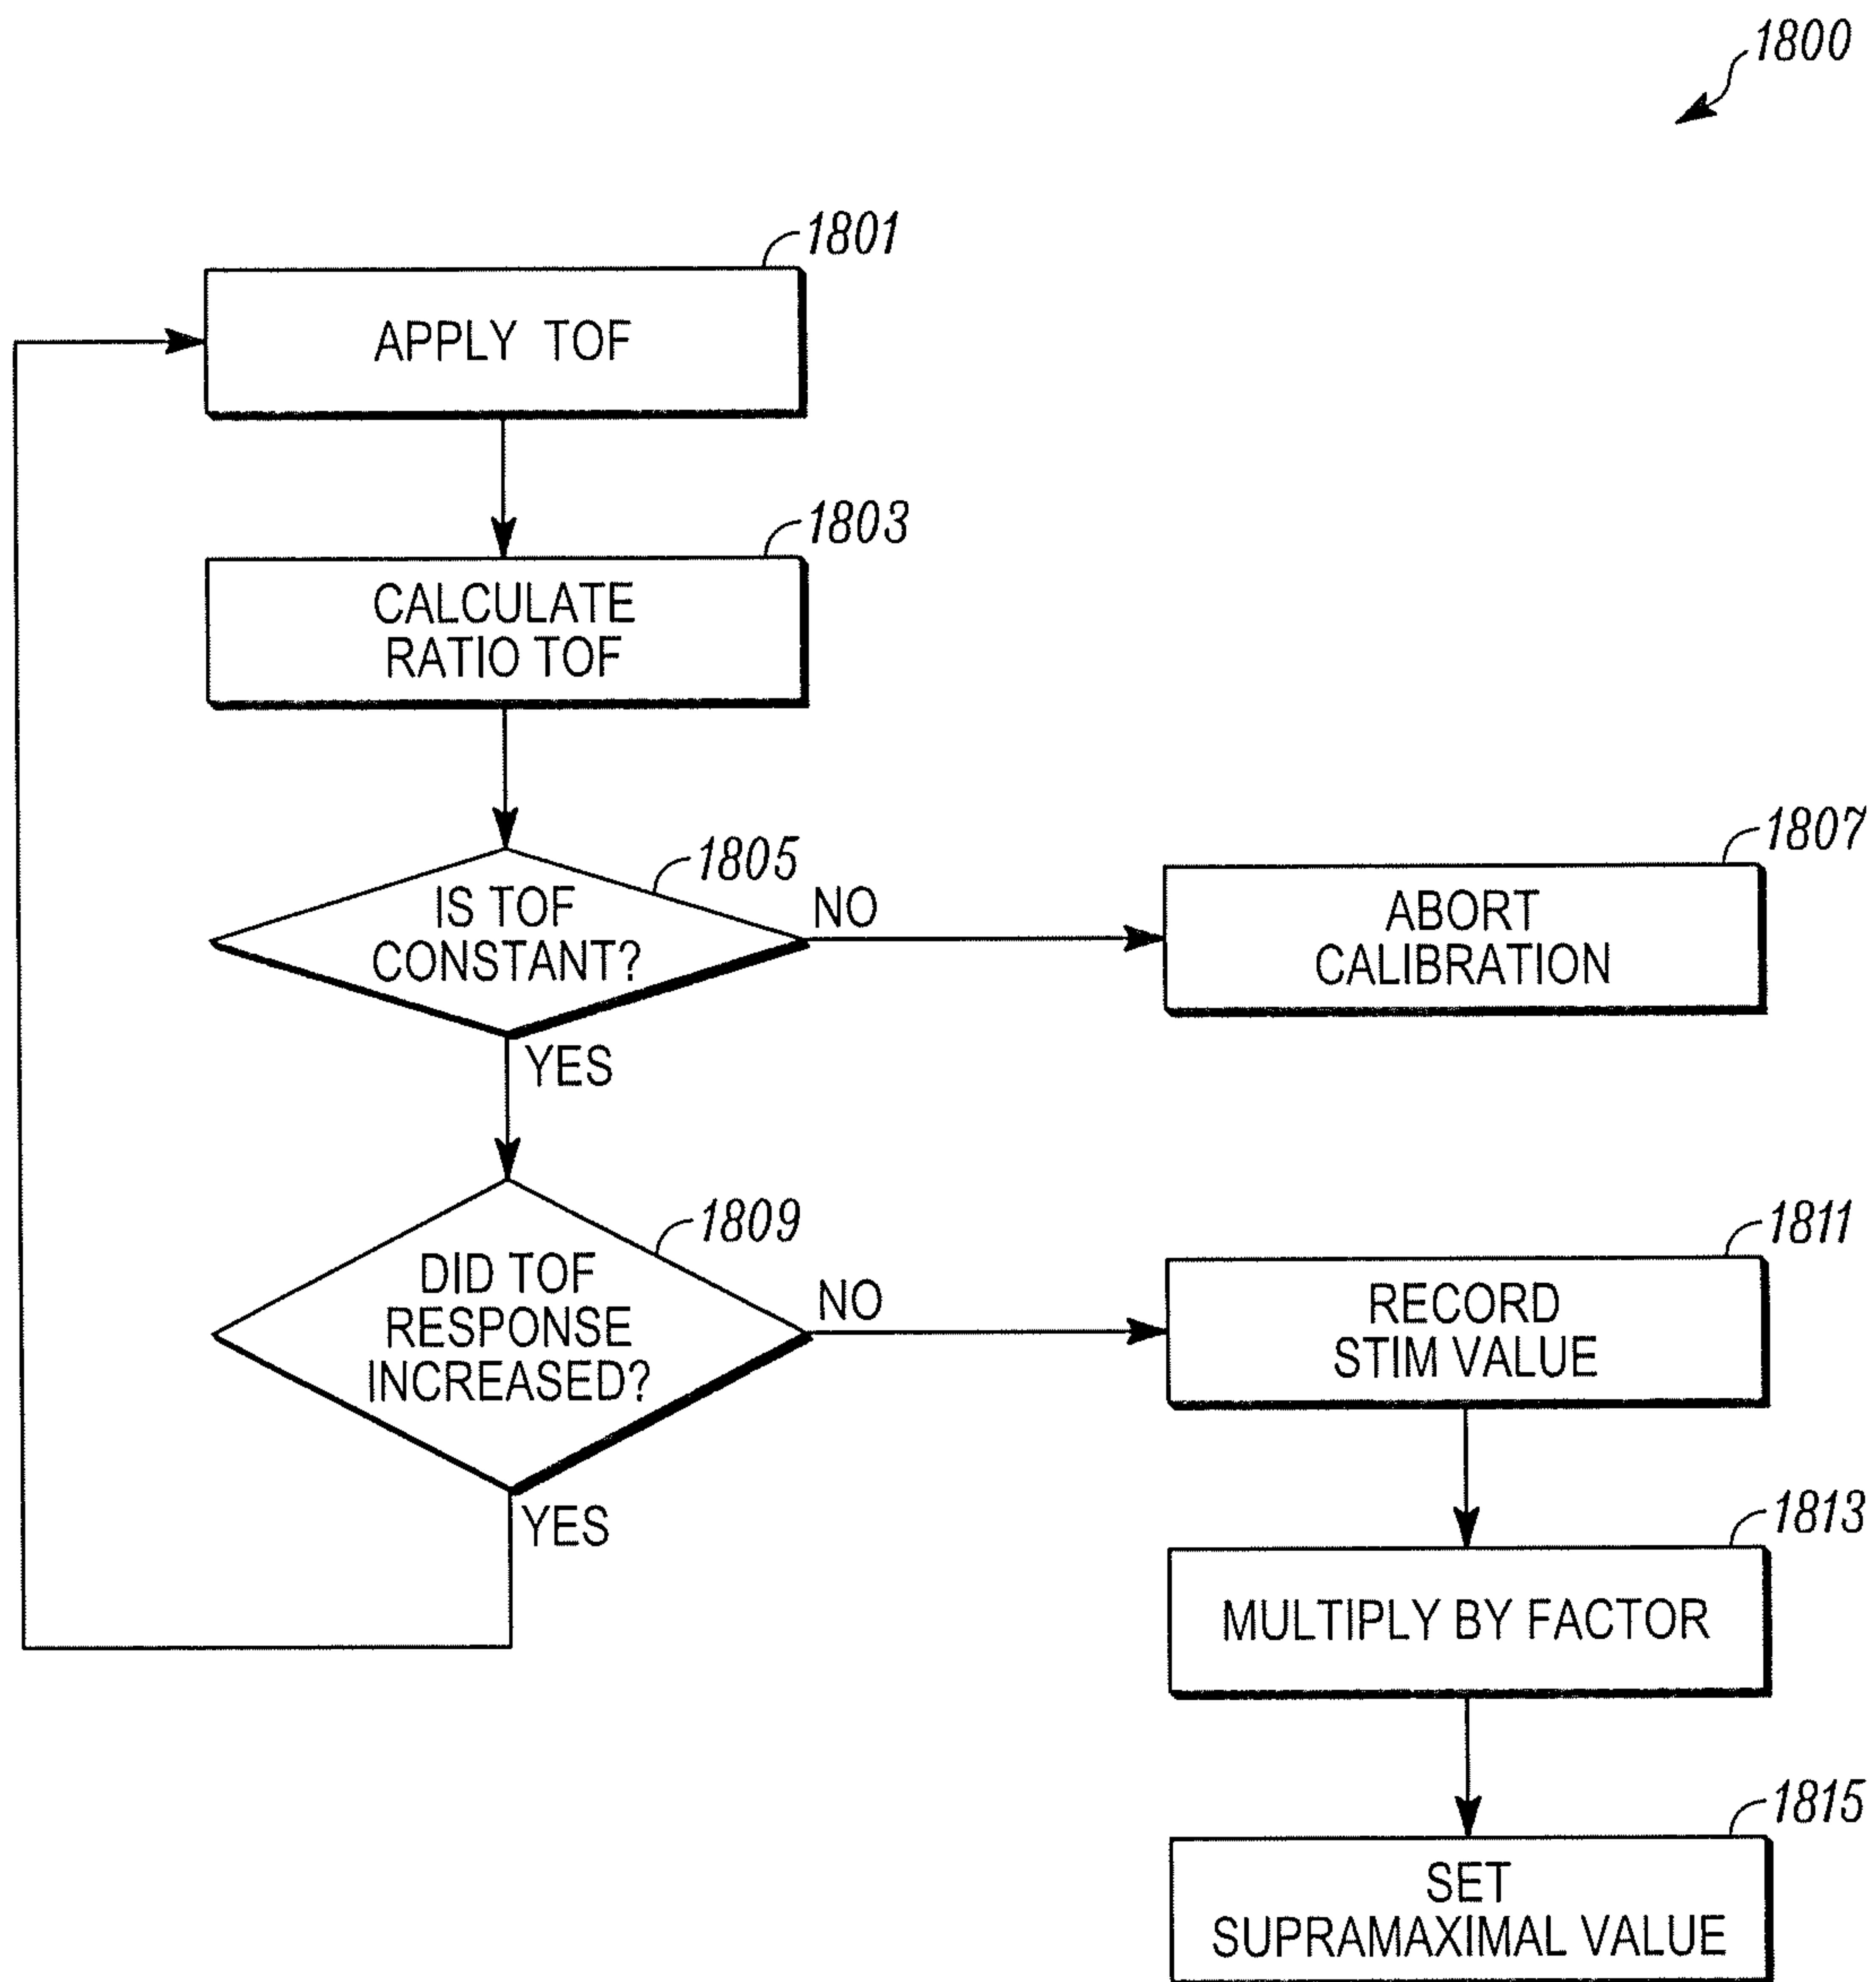 1800
1801
APPLY TOF
1803
CALCULATE
RATIO TOF
1805
IS TOF
CONSTANT?
NO
YES
1807
ABORT
CALIBRATION
1809
DID TOF
RESPONSE
INCREASED?
NO
YES
1811
RECORD
STIM VALUE
1813
MULTIPLY BY FACTOR
1815
SET
SUPRAMAXIMAL VALUE